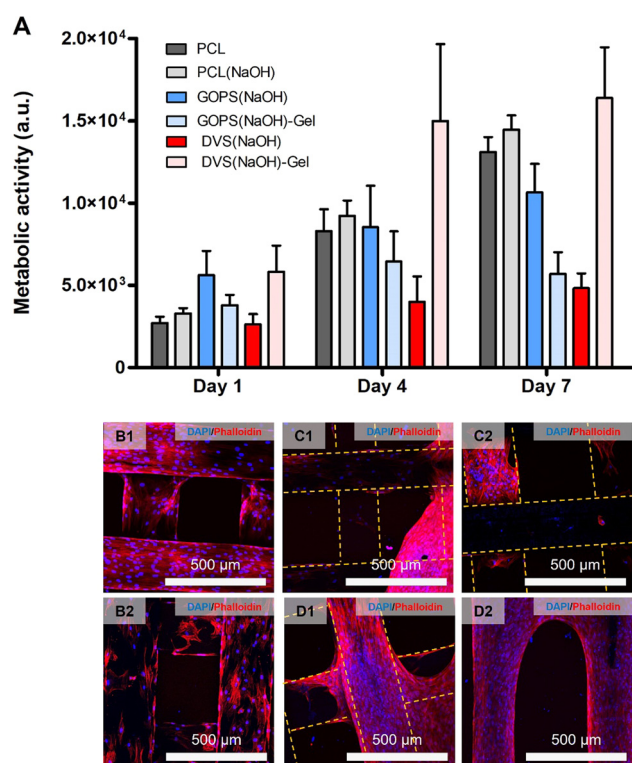 A
Metabolic activity (a.u.)
2.0×10⁴
1.5×10⁴
1.0×10⁴
5.0×10³
0
PCL
PCL(NaOH)
GOPS(NaOH)
GOPS(NaOH)-Gel
DVS(NaOH)
DVS(NaOH)-Gel
Day 1 Day 4 Day 7
B1 DAPI/Phalloidin
500 µm
C1 DAPI/Phalloidin
500 µm
C2 DAPI/Phalloidin
500 µm
B2 DAPI/Phalloidin
500 µm
D1 DAPI/Phalloidin
500 µm
D2 DAPI/Phalloidin
500 µm